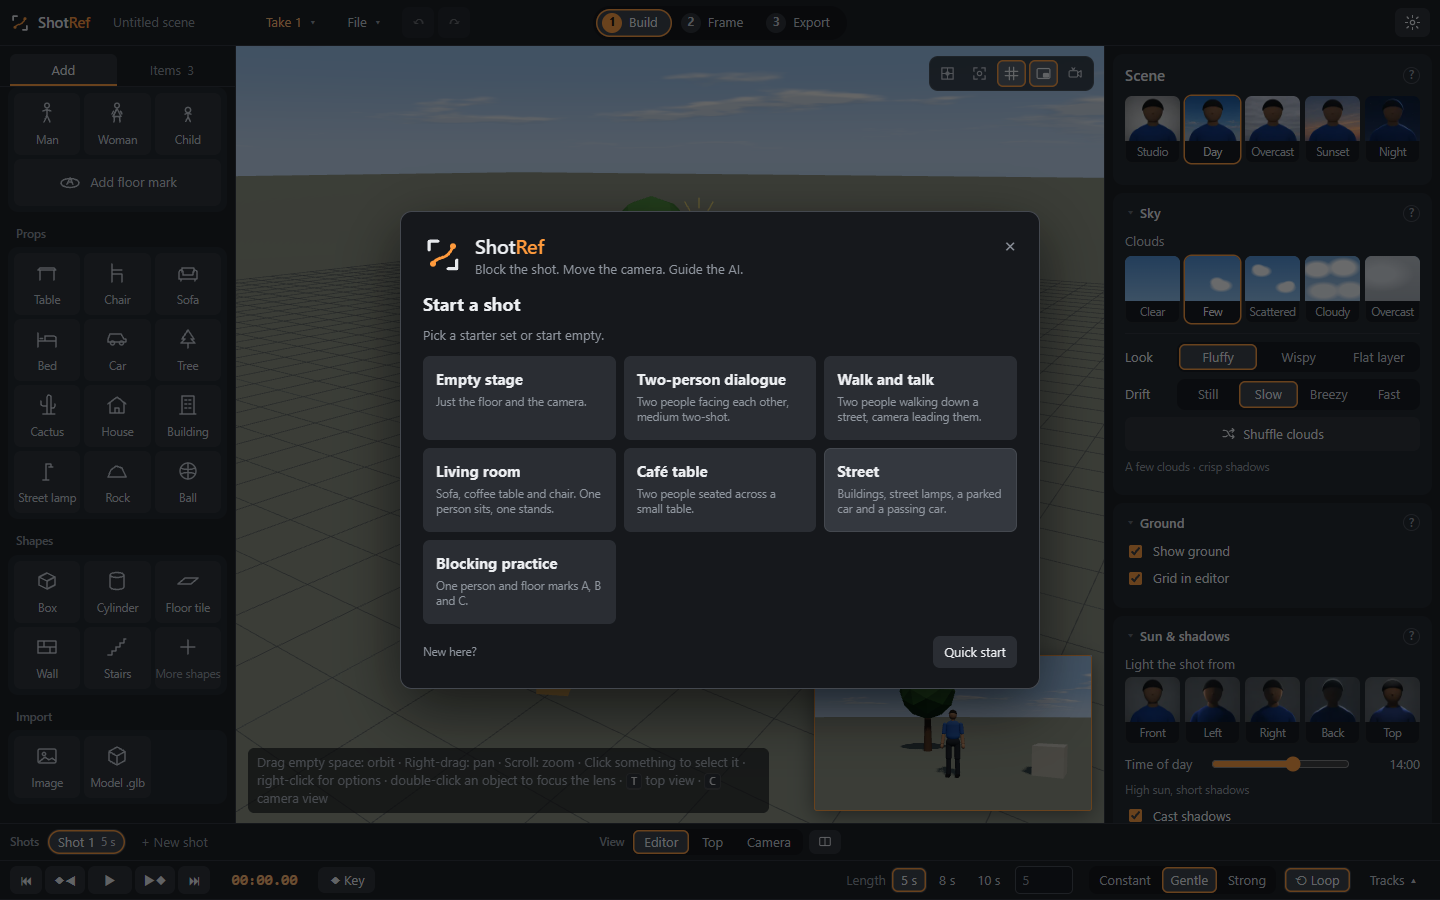 ShotRef
Untitled scene
Take 1
File
1 Build
2 Frame
3 Export
Add
Items 3
Man
Woman
Child
Add floor mark
Props
Table
Chair
Sofa
Bed
Car
Tree
Cactus
House
Building
Street lamp
Rock
Ball
Shapes
Box
Cylinder
Floor tile
Wall
Stairs
More shapes
Import
Image
Model .glb
ShotRef
Block the shot. Move the camera. Guide the AI.
Start a shot
Pick a starter set or start empty.
Empty stage
Just the floor and the camera.
Two-person dialogue
Two people facing each other,
medium two-shot.
Walk and talk
Two people walking down a
street, camera leading them.
Living room
Sofa, coffee table and chair. One
person sits, one stands.
Café table
Two people seated across a
small table.
Street
Buildings, street lamps, a parked
car and a passing car.
Blocking practice
One person and floor marks A, B
and C.
New here?
Quick start
Drag empty space: orbit · Right-drag: pan · Scroll: zoom · Click something to select it ·
right-click for options · double-click an object to focus the lens · T top view · C
camera view
Scene
?
Studio
Day
Overcast
Sunset
Night
Sky
?
Clouds
Clear
Few
Scattered
Cloudy
Overcast
Look
Fluffy
Wispy
Flat layer
Drift
Still
Slow
Breezy
Fast
Shuffle clouds
A few clouds · crisp shadows
Ground
?
Show ground
Grid in editor
Sun & shadows
?
Light the shot from
Front
Left
Right
Back
Top
Time of day
14:00
High sun, short shadows
Cast shadows
Shots
Shot 1 5 s
+ New shot
View
Editor
Top
Camera
00:00.00
Key
Length
5 s
8 s
10 s
5
Constant
Gentle
Strong
Loop
Tracks